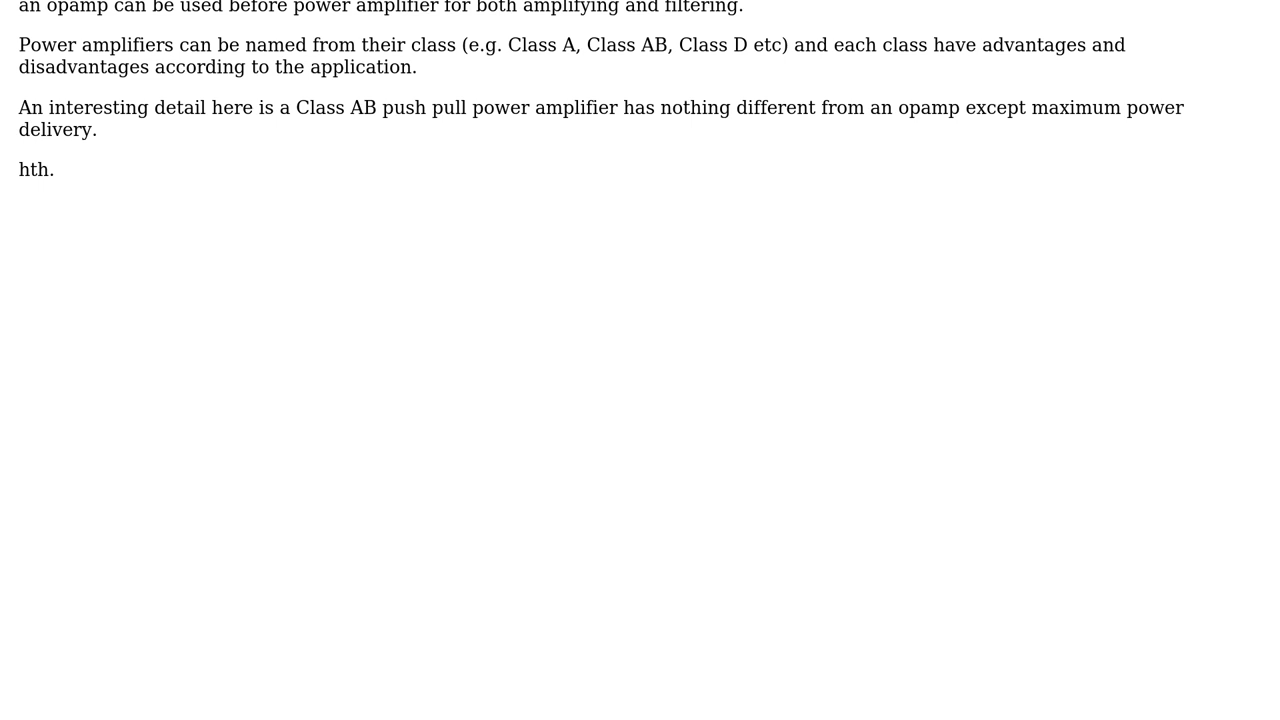 an opamp can be used before power amplifier for both amplifying and filtering.
Power amplifiers can be named from their class (e.g. Class A, Class AB, Class D etc) and each class have advantages and
disadvantages according to the application.
An interesting detail here is a Class AB push pull power amplifier has nothing different from an opamp except maximum power
delivery.
hth.